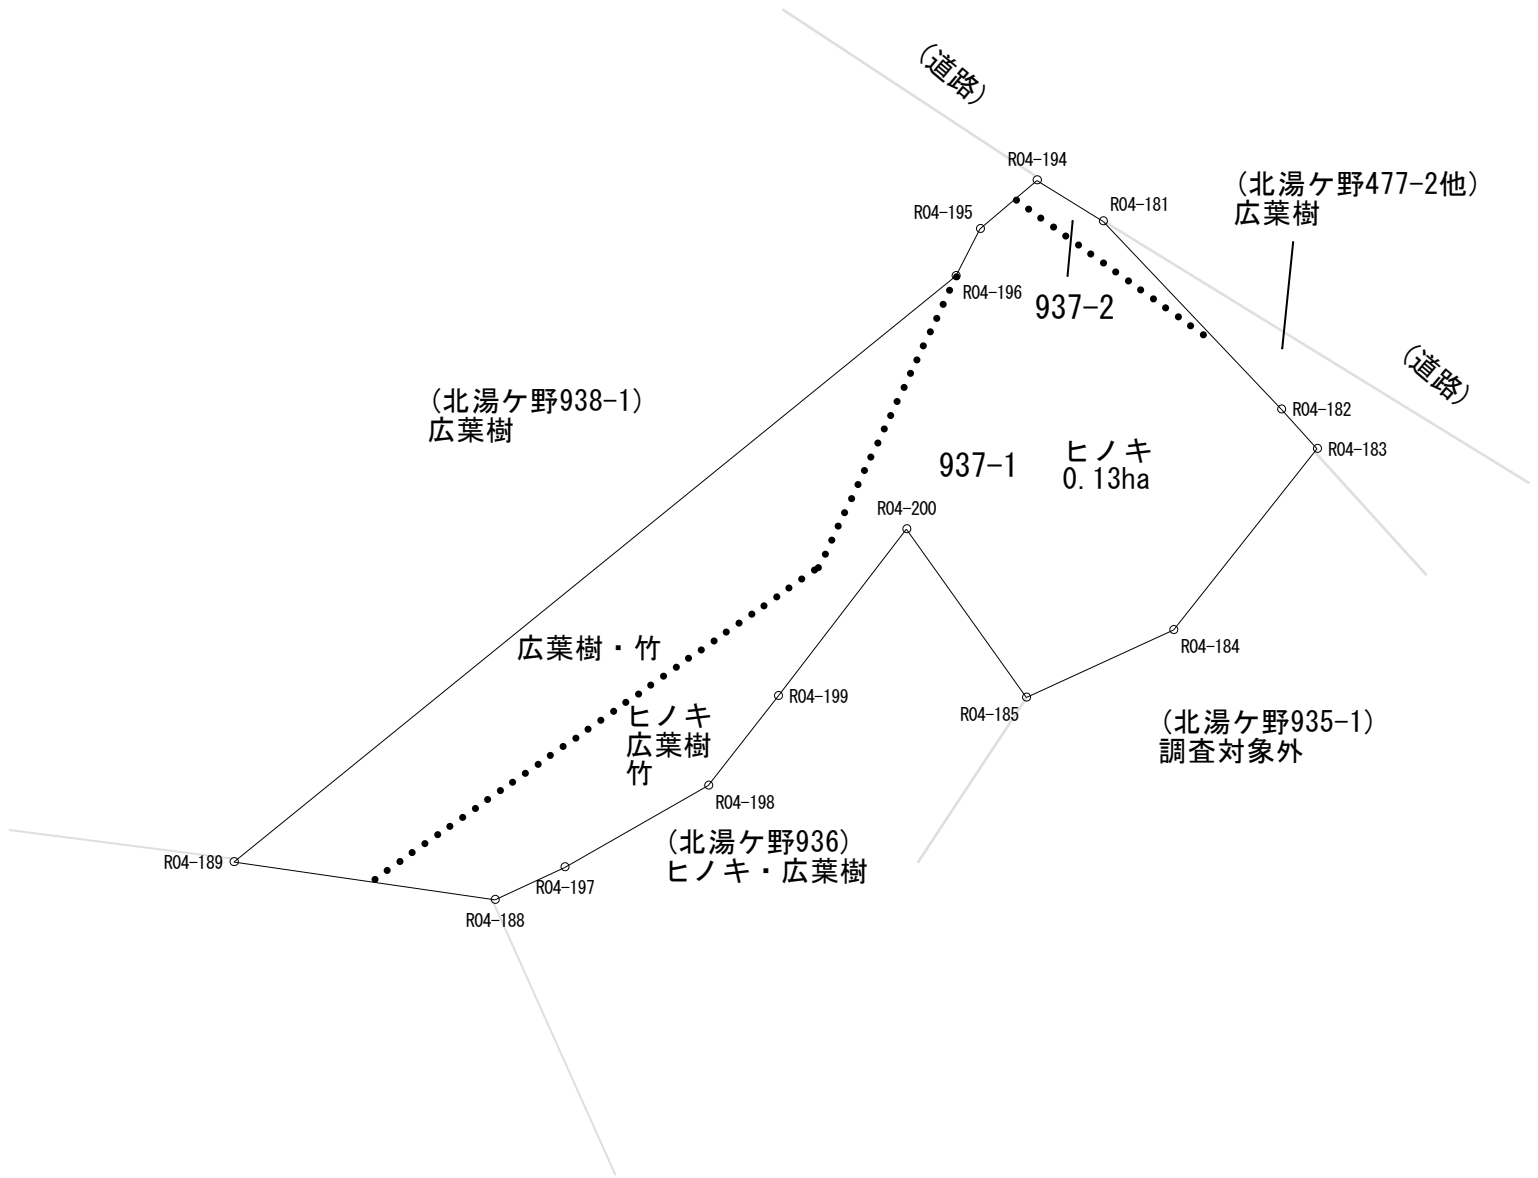 (道路)
R04-194
(北湯ケ野477-2他)
広葉樹
R04-181
R04-195
R04-196
937-2
(道路)
(北湯ケ野938-1)
広葉樹
R04-182
R04-183
937-1
ヒノキ
0.13ha
R04-200
広葉樹・竹
R04-184
R04-199
ヒノキ
広葉樹
竹
R04-185
(北湯ケ野935-1)
調査対象外
R04-198
(北湯ケ野936)
ヒノキ・広葉樹
R04-189
R04-197
R04-188